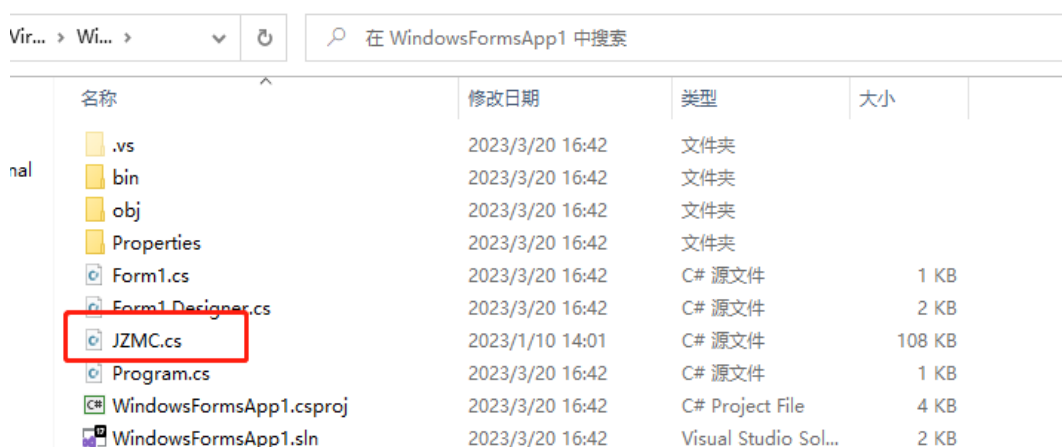 Vir... › Wi... › 在 WindowsFormsApp1 中搜索
名称 修改日期 类型 大小
.vs 2023/3/20 16:42 文件夹
nal
bin 2023/3/20 16:42 文件夹
obj 2023/3/20 16:42 文件夹
Properties 2023/3/20 16:42 文件夹
Form1.cs 2023/3/20 16:42 C# 源文件 1 KB
Form1.Designer.cs 2023/3/20 16:42 C# 源文件 2 KB
JZMC.cs 2023/1/10 14:01 C# 源文件 108 KB
Program.cs 2023/3/20 16:42 C# 源文件 1 KB
WindowsFormsApp1.csproj 2023/3/20 16:42 C# Project File 4 KB
WindowsFormsApp1.sln 2023/3/20 16:42 Visual Studio Sol... 2 KB